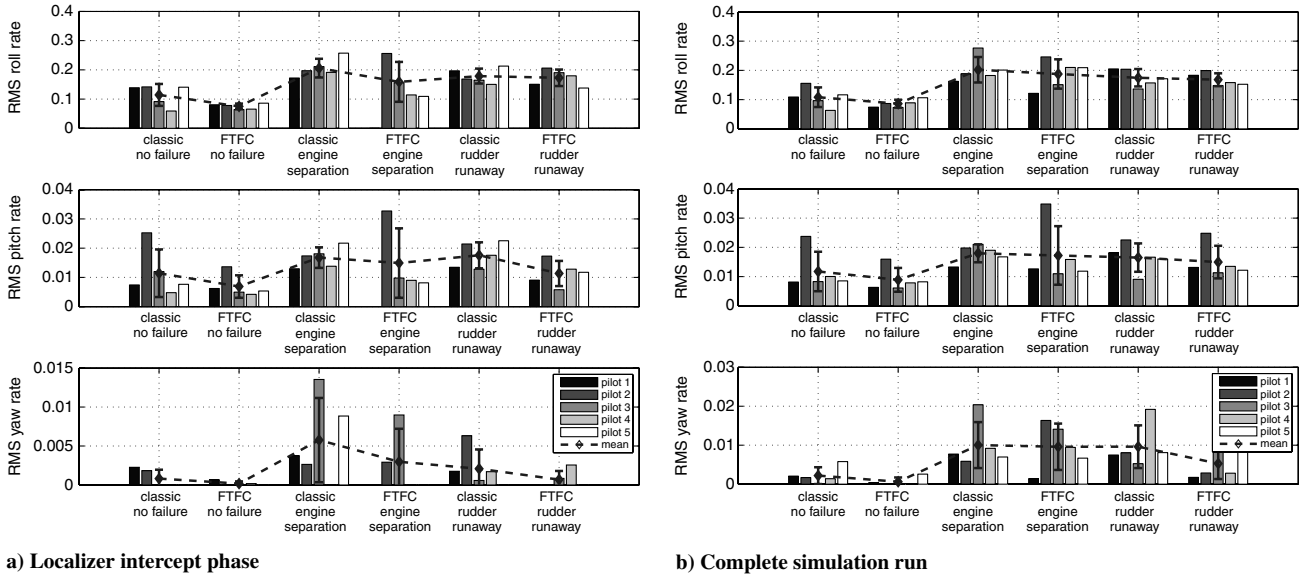 RMS roll rate
0.4
0.3
0.2
0.1
0
classic
no failure
FTFC
no failure
classic
engine
separation
FTFC
engine
separation
classic
rudder
runaway
FTFC
rudder
runaway
RMS pitch rate
0.04
0.03
0.02
0.01
0
classic
no failure
FTFC
no failure
classic
engine
separation
FTFC
engine
separation
classic
rudder
runaway
FTFC
rudder
runaway
RMS yaw rate
0.015
0.01
0.005
0
pilot 1
pilot 2
pilot 3
pilot 4
pilot 5
mean
classic
no failure
FTFC
no failure
classic
engine
separation
FTFC
engine
separation
classic
rudder
runaway
FTFC
rudder
runaway
a) Localizer intercept phase
RMS roll rate
0.4
0.3
0.2
0.1
0
classic
no failure
FTFC
no failure
classic
engine
separation
FTFC
engine
separation
classic
rudder
runaway
FTFC
rudder
runaway
RMS pitch rate
0.04
0.03
0.02
0.01
0
classic
no failure
FTFC
no failure
classic
engine
separation
FTFC
engine
separation
classic
rudder
runaway
FTFC
rudder
runaway
RMS yaw rate
0.03
0.02
0.01
0
pilot 1
pilot 2
pilot 3
pilot 4
pilot 5
mean
classic
no failure
FTFC
no failure
classic
engine
separation
FTFC
engine
separation
classic
rudder
runaway
FTFC
rudder
runaway
b) Complete simulation run